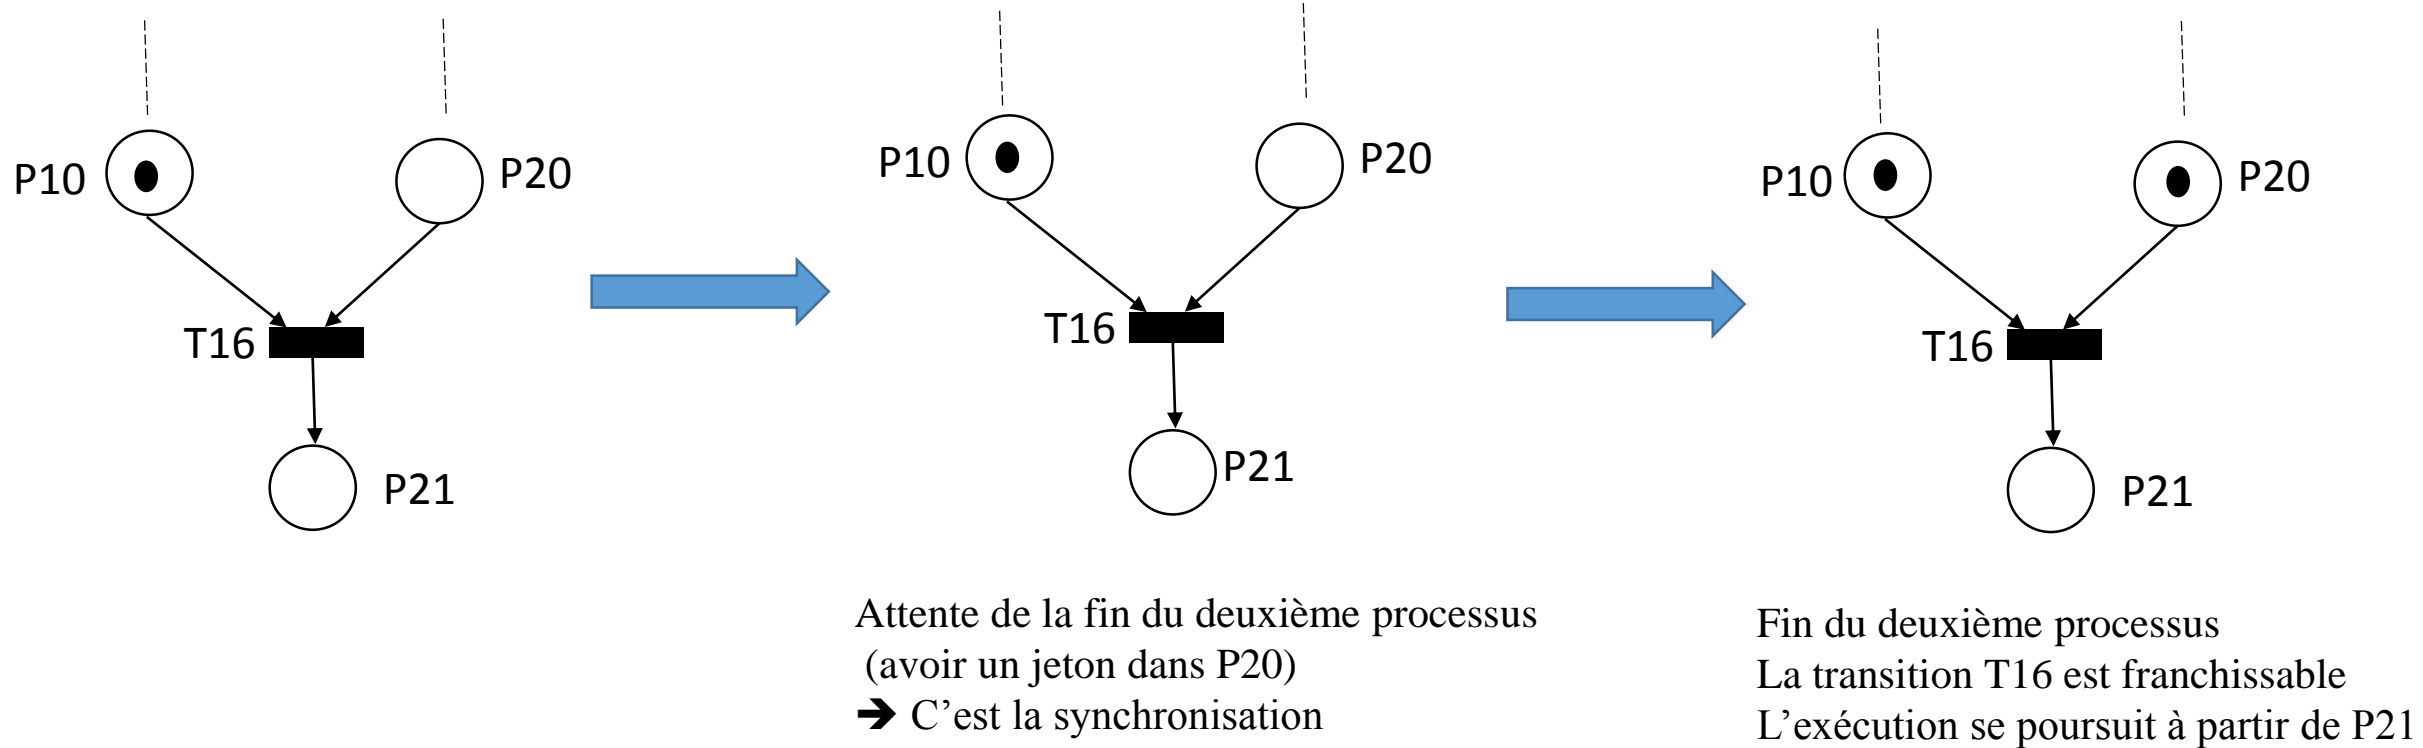 P10
P20
T16
P21
P10
P20
T16
P21
Attente de la fin du deuxième processus
(avoir un jeton dans P20)
➔ C’est la synchronisation
P10
P20
T16
P21
Fin du deuxième processus
La transition T16 est franchissable
L’exécution se poursuit à partir de P21